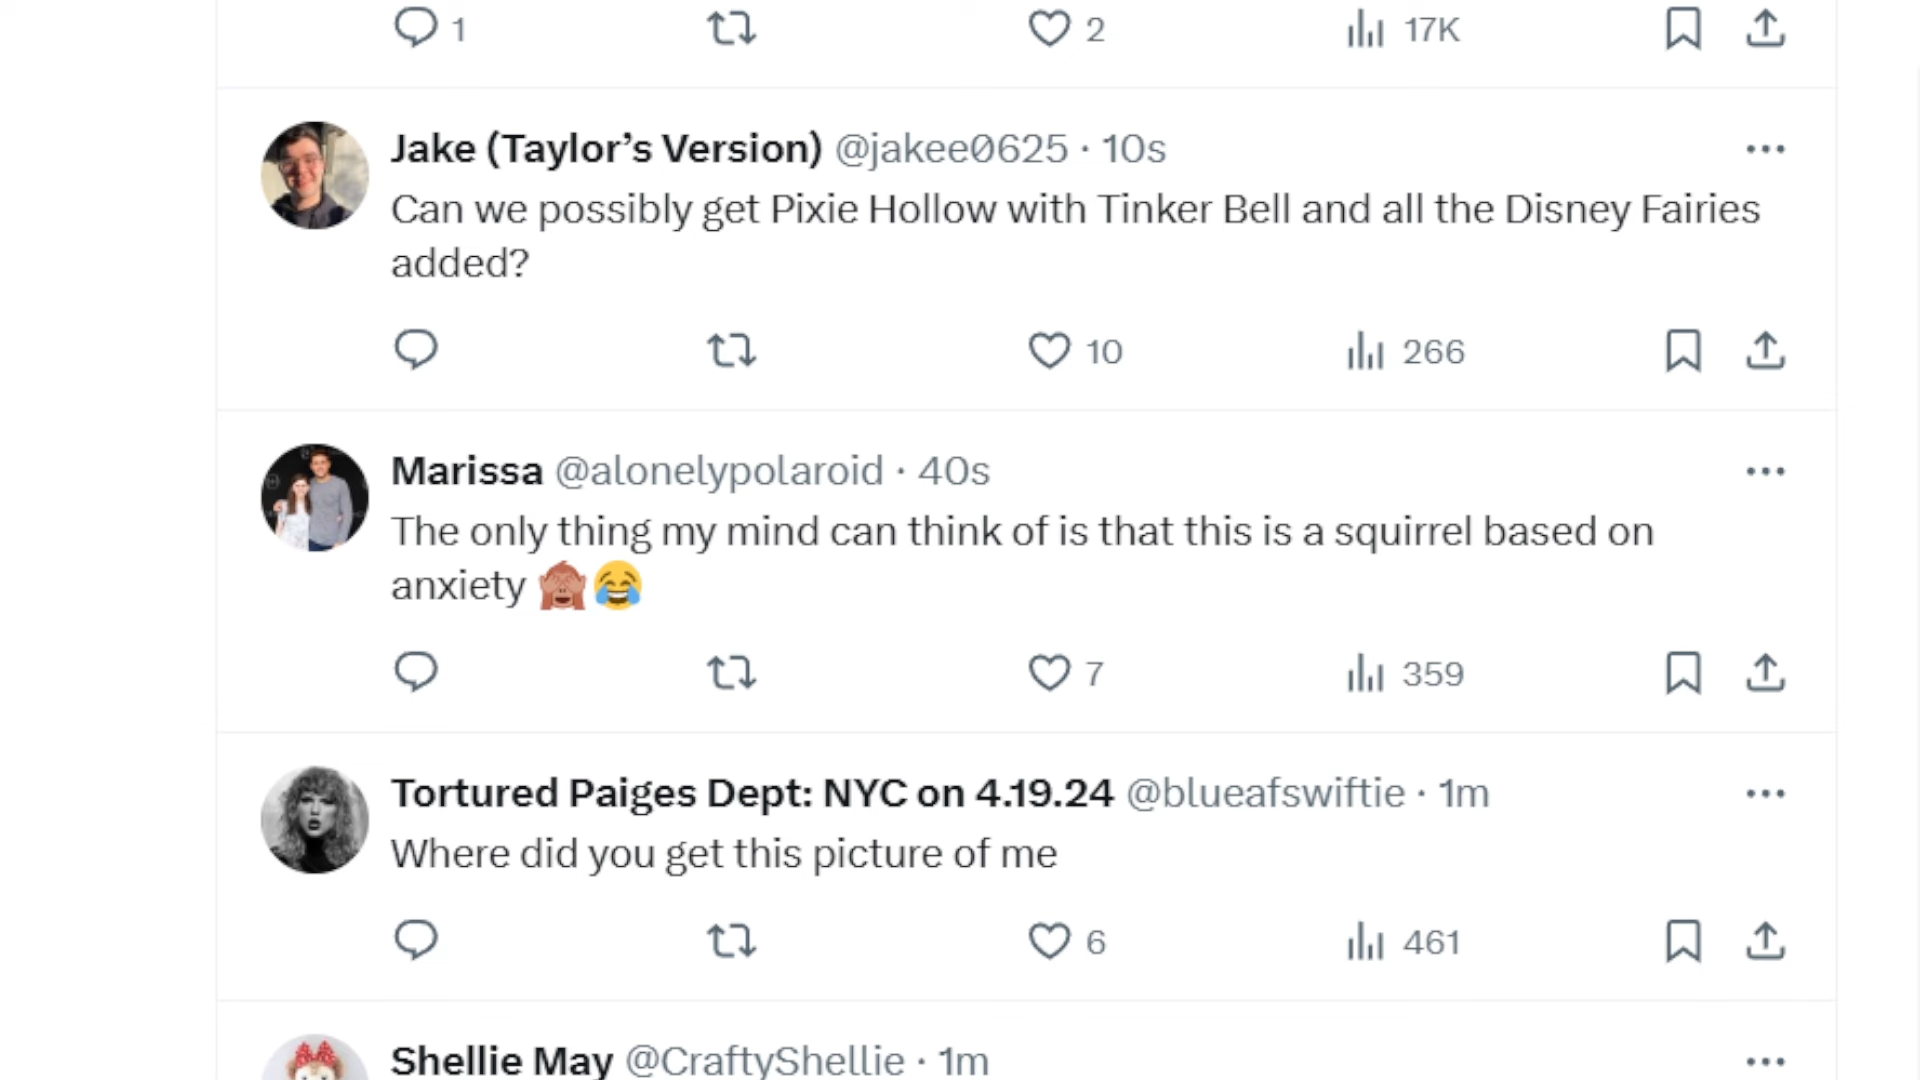 1 2 17K
Jake (Taylor’s Version) @jakee0625 · 10s
Can we possibly get Pixie Hollow with Tinker Bell and all the Disney Fairies
added?
10 266
Marissa @alonelypolaroid · 40s
The only thing my mind can think of is that this is a squirrel based on
anxiety 🙈😂
7 359
Tortured Paiges Dept: NYC on 4.19.24 @blueafswiftie · 1m
Where did you get this picture of me
6 461
Shellie May @CraftyShellie · 1m